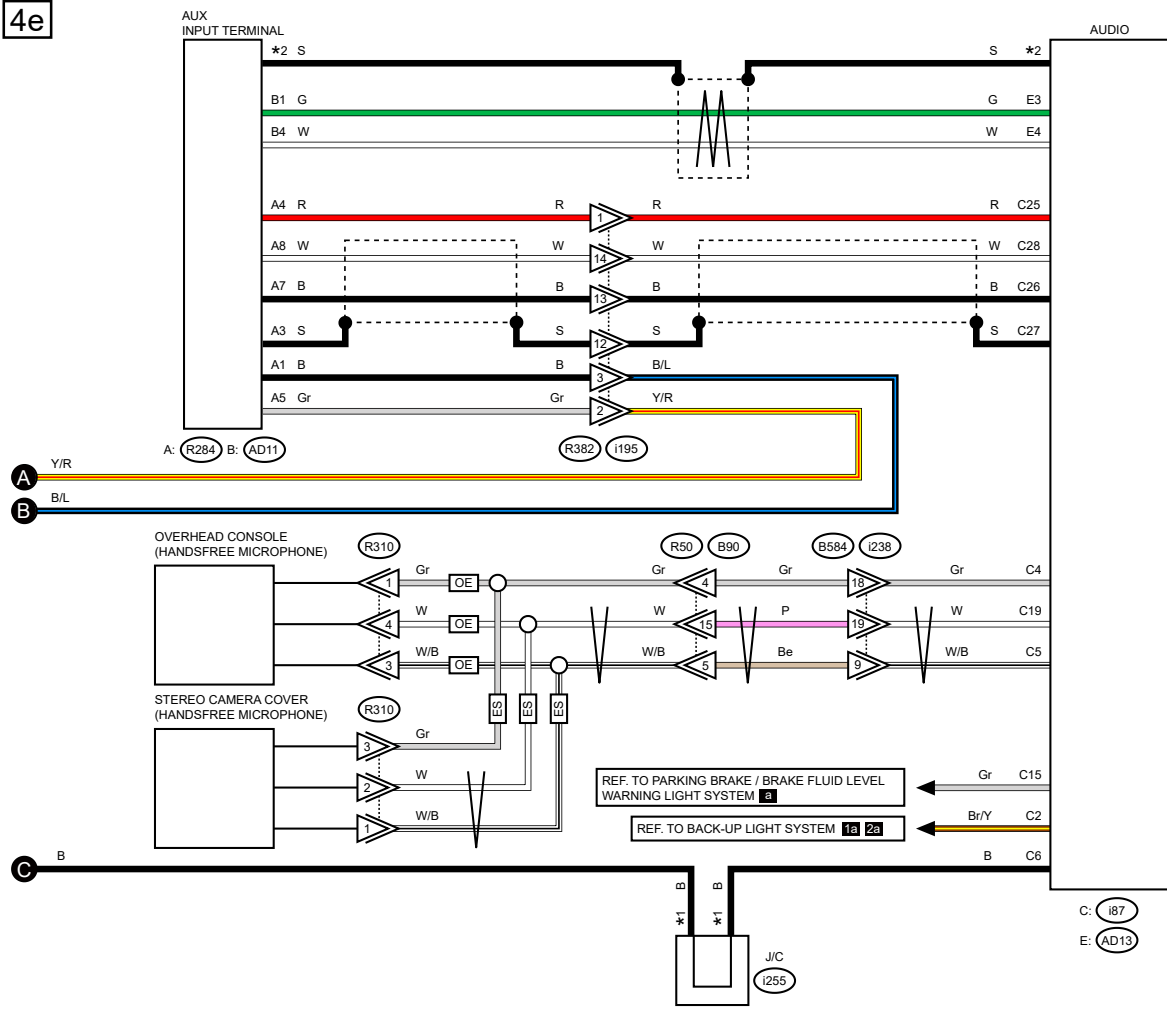 4e
AUX
INPUT TERMINAL
AUDIO
*2 S S *2
B1 G G E3
B4 W W E4
A4 R R 1 R R C25
A8 W W 14 W W C28
A7 B B 13 B B C26
A3 S S 12 S S C27
A1 B B 3 B/L
A5 Gr Gr 2 Y/R
A: R284 B: AD11 R382 i195
A Y/R
B B/L
OVERHEAD CONSOLE
(HANDSFREE MICROPHONE)
R310 R50 B90 B584 i238
1 Gr OE Gr 4 Gr 18 Gr C4
4 W OE W 15 P 19 W C19
3 W/B OE W/B 5 Be 9 W/B C5
STEREO CAMERA COVER
(HANDSFREE MICROPHONE)
R310
ES ES ES
3 Gr
2 W
1 W/B
REF. TO PARKING BRAKE / BRAKE FLUID LEVEL
WARNING LIGHT SYSTEM a
Gr C15
REF. TO BACK-UP LIGHT SYSTEM 1a 2a
Br/Y C2
C B B C6
B B
*1 *1
J/C
i255
C: i87
E: AD13